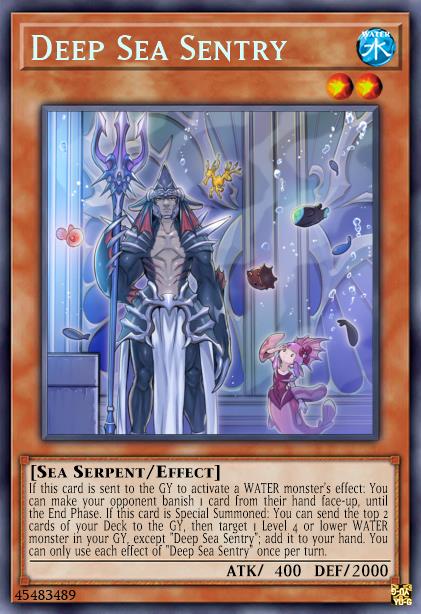 DEEP SEA SENTRY
WATER
水
[SEA SERPENT/EFFECT]
If this card is sent to the GY to activate a WATER monster's effect: You
can make your opponent banish 1 card from their hand face-up, until
the End Phase. If this card is Special Summoned: You can send the top 2
cards of your Deck to the GY, then target 1 Level 4 or lower WATER
monster in your GY, except "Deep Sea Sentry"; add it to your hand. You
can only use each effect of "Deep Sea Sentry" once per turn.
ATK/ 400 DEF/2000
45483489